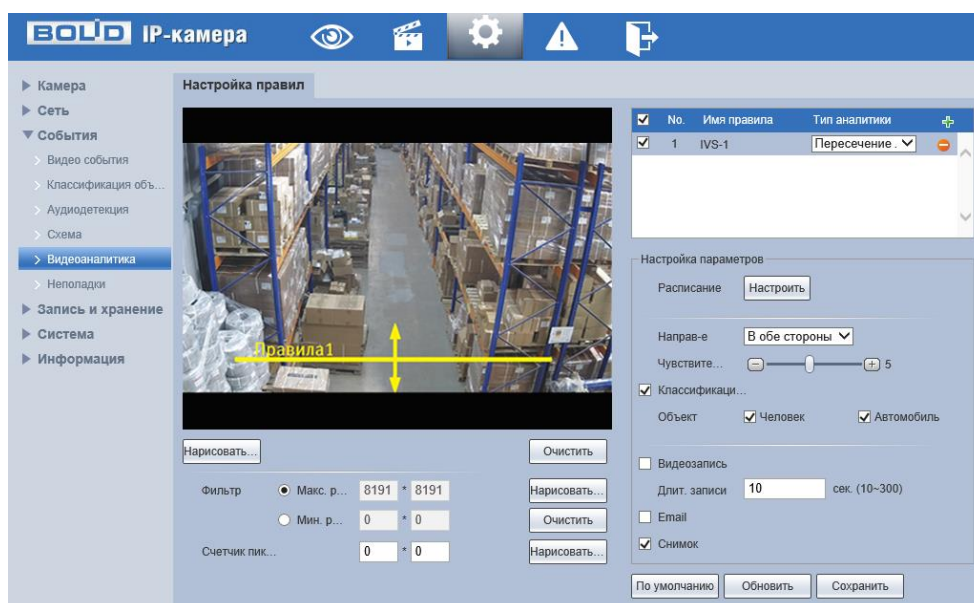 BOLID IP-камера
Камера
Сеть
События
Видео события
Классификация объ...
Аудиодетекция
Схема
Видеоаналитика
Неполадки
Запись и хранение
Система
Информация
Настройка правил
Правила1
Нарисовать...
Очистить
Фильтр Макс. р... 8191 * 8191 Нарисовать...
Мин. р... 0 * 0 Очистить
Счетчик пик... 0 * 0 Нарисовать...
No. Имя правила Тип аналитики
1 IVS-1 Пересечение .
Настройка параметров
Расписание Настроить
Направ-е В обе стороны
Чувствите... 5
Классификаци...
Объект Человек Автомобиль
Видеозапись
Длит. записи 10 сек. (10~300)
Email
Снимок
По умолчанию Обновить Сохранить